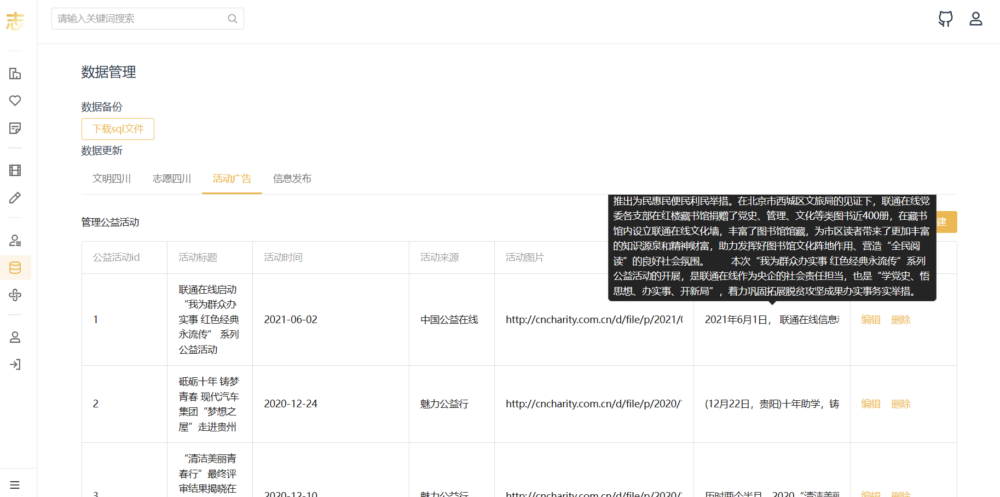 志
请输入关键词搜索
数据管理
数据备份
下载sql文件
数据更新
文明四川
志愿四川
活动广告
信息发布
推出为民惠民便民利民举措。在北京市西城区文旅局的见证下，联通在线党
委各支部在红楼藏书馆捐赠了党史、管理、文化等类图书近400册，在藏书
馆内设立联通在线文化墙，丰富了图书馆馆藏，为市区读者带来了更加丰富
的知识源泉和精神财富，助力发挥好图书馆文化阵地作用、营造“全民阅
读”的良好社会氛围。 本次“我为群众办实事 红色经典永流传”系列
公益活动的开展，是联通在线作为央企的社会责任担当，也是“学党史、悟
思想、办实事、开新局”，着力巩固拓展脱贫攻坚成果办实事务实举措。
管理公益活动
建
公益活动id
活动标题
活动时间
活动来源
活动图片
1
联通在线启动
“我为群众办
实事 红色经典
永流传” 系列
公益活动
2021-06-02
中国公益在线
http://cncharity.com.cn/d/file/p/2021/0
2021年6月1日， 联通在线信息
编辑
删除
2
砥砺十年 铸梦
青春 现代汽车
集团“梦想之
屋”走进贵州
2020-12-24
魅力公益行
http://cncharity.com.cn/d/file/p/2020/
(12月22日，贵阳)十年助学，铸
编辑
删除
3
“清洁美丽青
春行”最终评
审结果揭晓在
2020-12-10
魅力公益行
http://cncharity.com.cn/d/file/p/2020/
历时两个半月，2020“清洁美丽
编辑
删除